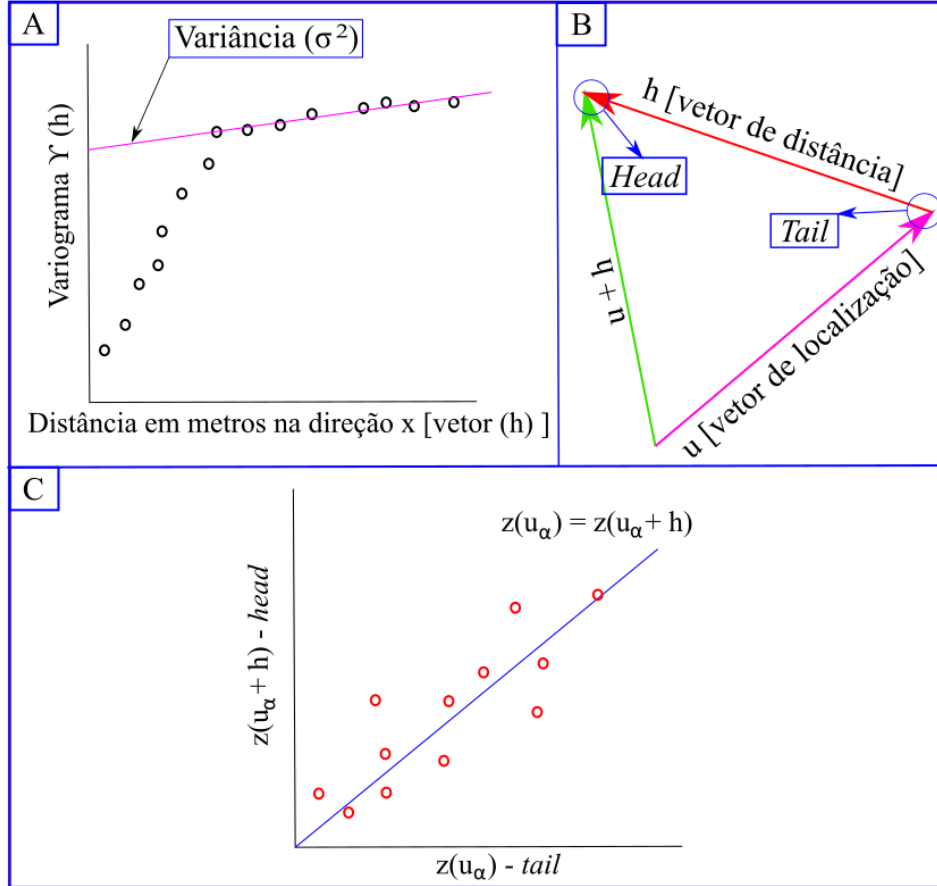 A
Variância (σ²)
Variograma ϒ (h)
Distância em metros na direção x [vetor (h) ]
B
h [vetor de distância]
Head
Tail
u + h
u [vetor de localização]
C
z(uα) = z(uα + h)
z(uα + h) - head
z(uα) - tail